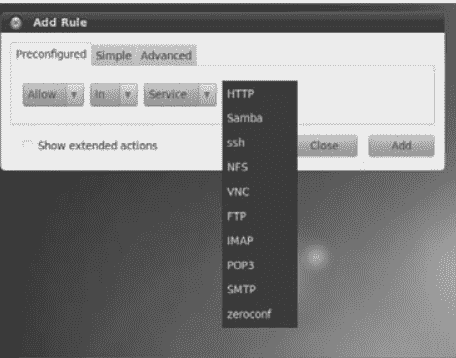 Add Rule
Preconfigured Simple Advanced
Allow In Service HTTP
Samba
Show extended actions ssh Close Add
NFS
VNC
FTP
IMAP
POP3
SMTP
zeroconf